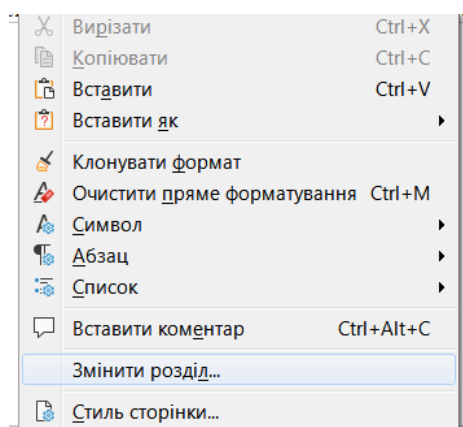 Вирізати Ctrl+X
Копіювати Ctrl+C
Вставити Ctrl+V
Вставити як
Клонувати формат
Очистити пряме форматування Ctrl+M
Символ
Абзац
Список
Вставити коментар Ctrl+Alt+C
Змінити розділ...
Стиль сторінки...